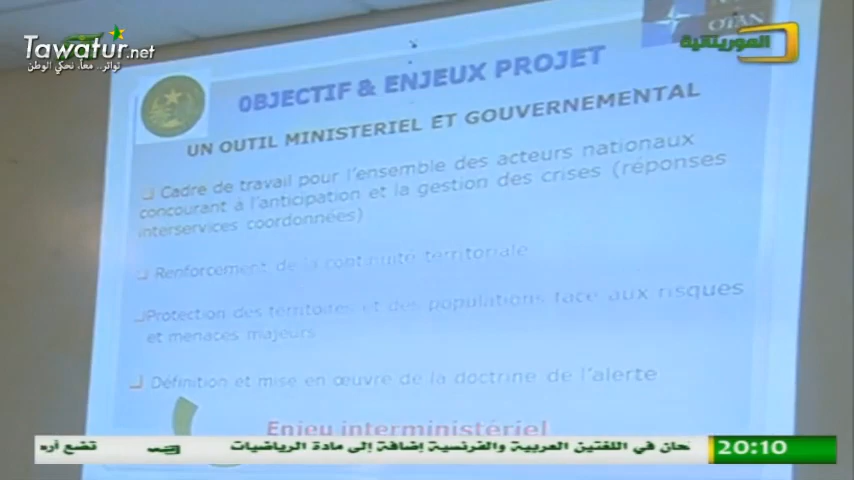 Tawatur.net
تواتر.. معاً، نحكي الوطن
OTAN
الموريتانية
OBJECTIF & ENJEUX PROJET
UN OUTIL MINISTERIEL ET GOUVERNEMENTAL
Cadre de travail pour l'ensemble des acteurs nationaux
concourant à l'anticipation et la gestion des crises (réponses
interservices coordonnées)
Renforcement de la continuité territoriale
Protection des territoires et des populations face aux risques
et menaces majeurs
Définition et mise en œuvre de la doctrine de l'alerte
Enjeu interministériel
حان في اللغتين العربية والفرنسية إضافة إلى مادة الرياضيات
تضع أره
20:10